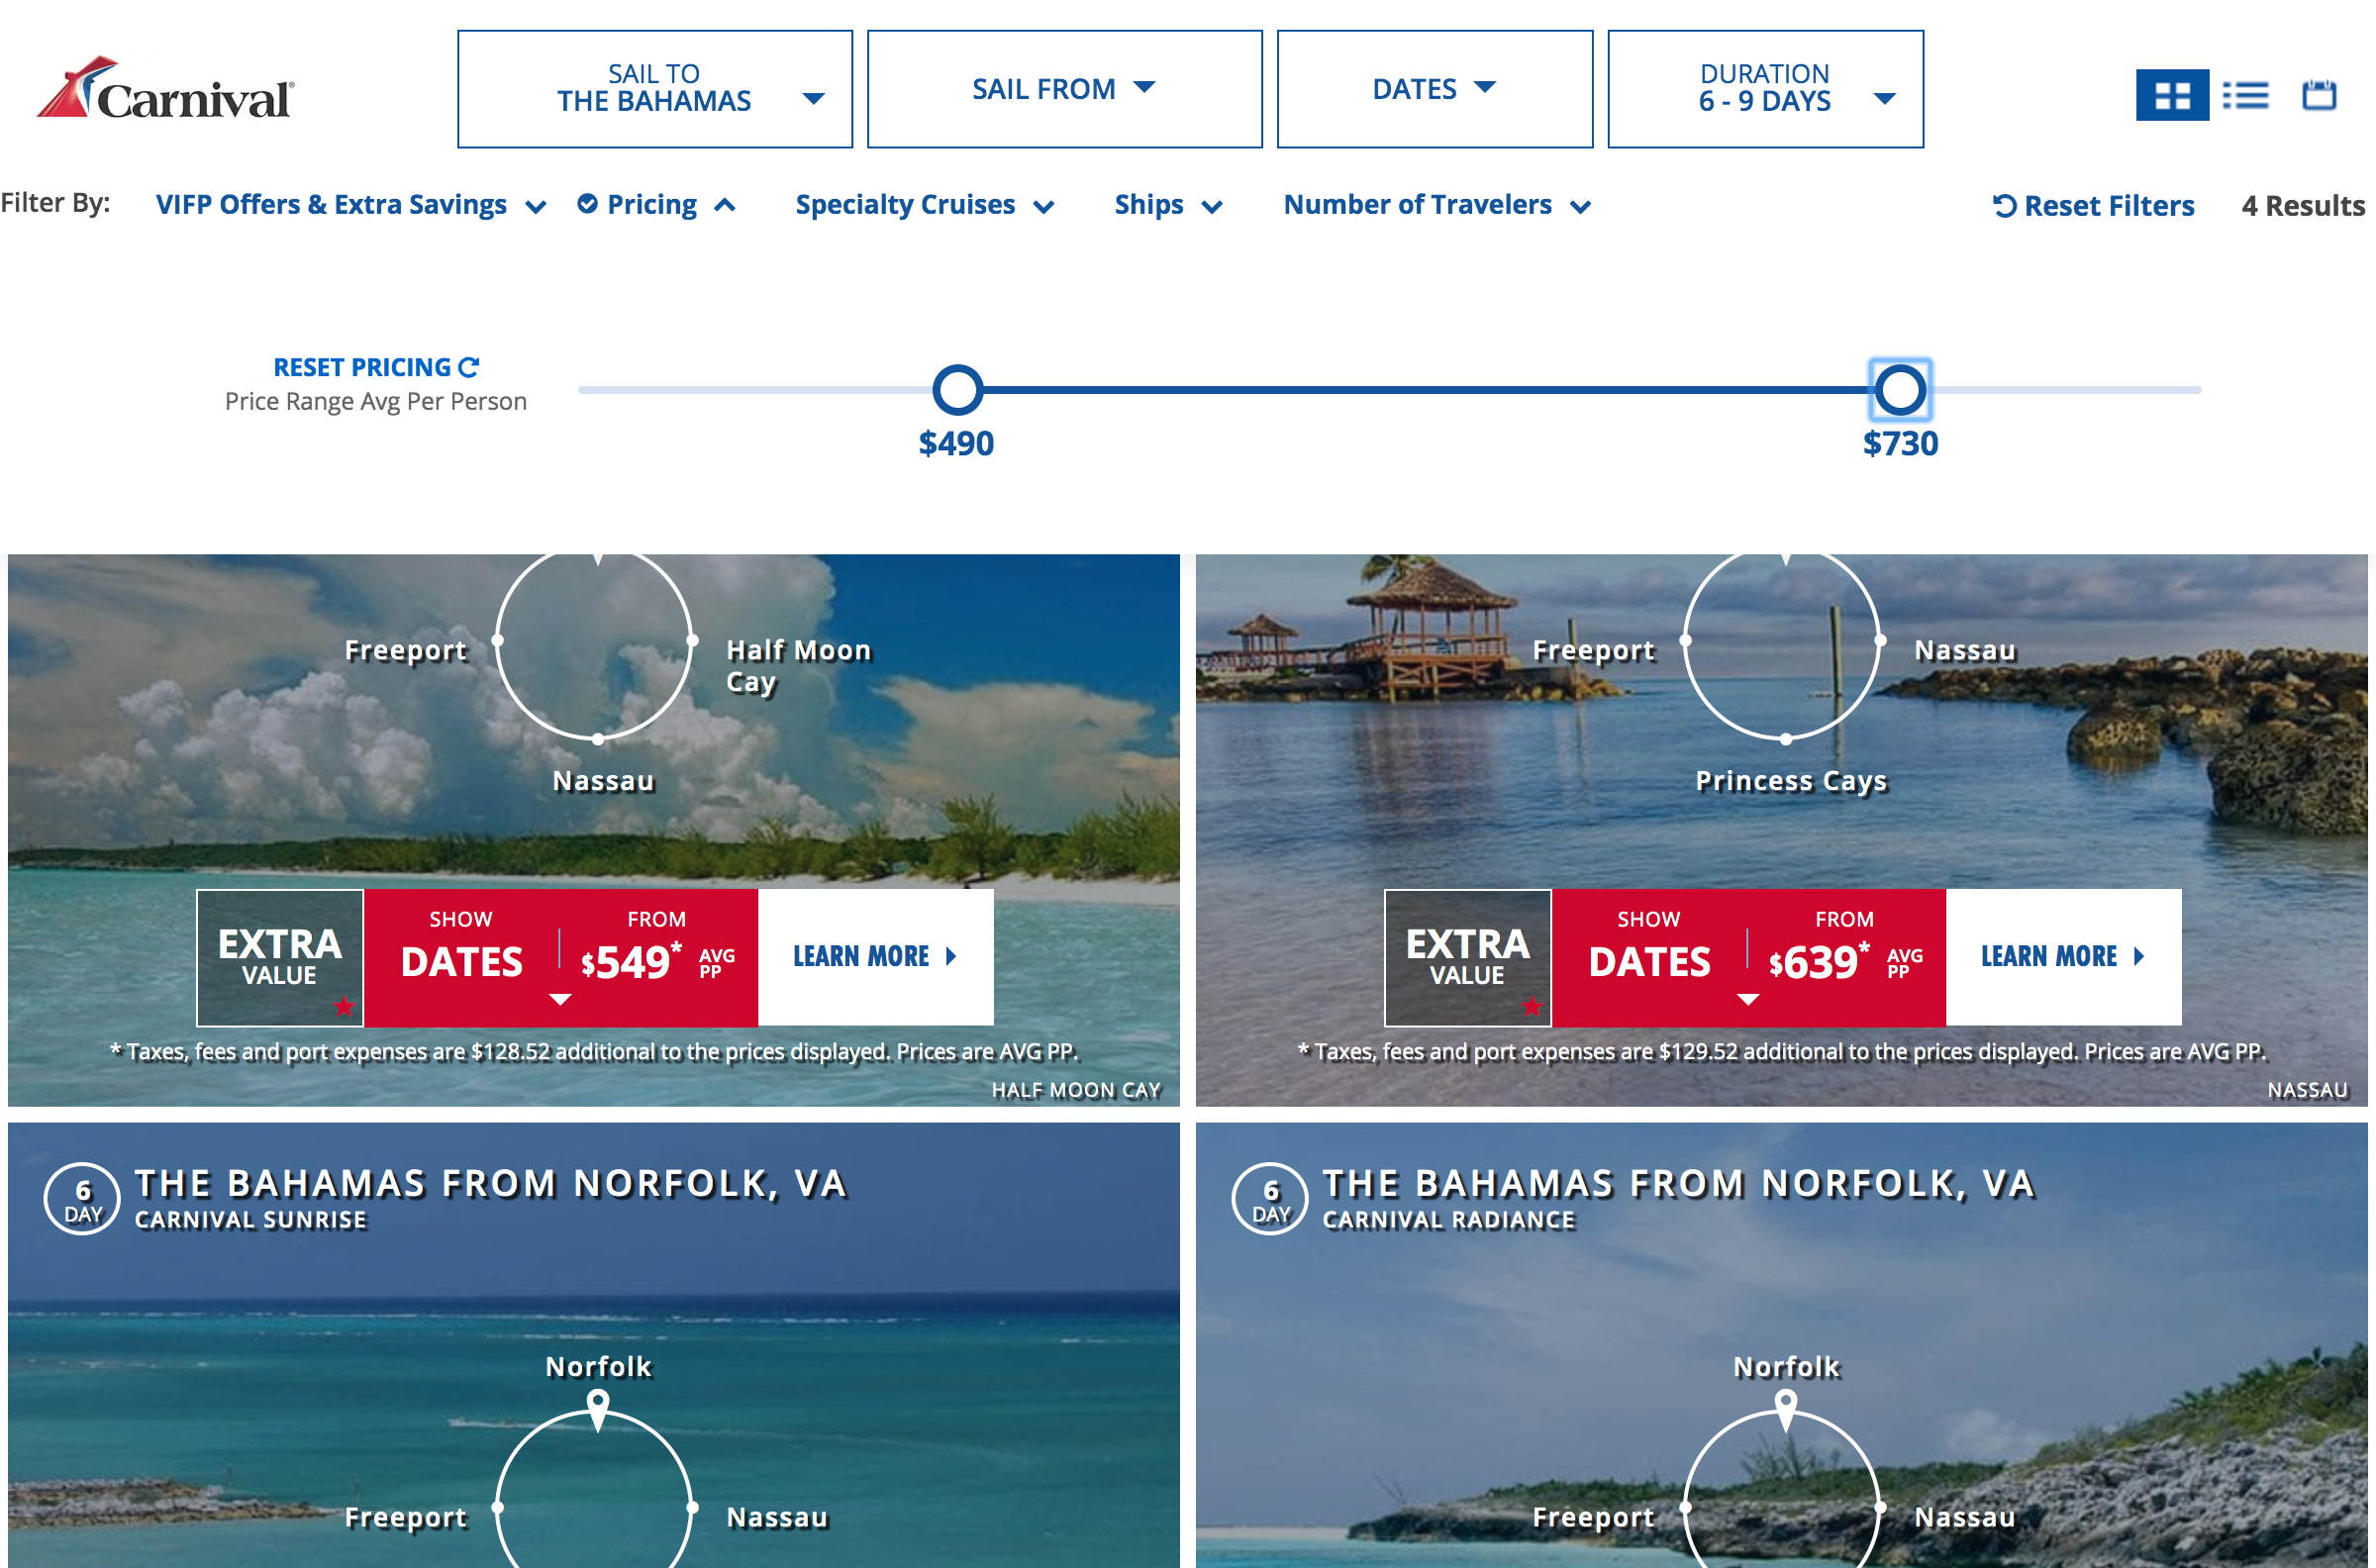 Carnival®
SAIL TO
THE BAHAMAS
SAIL FROM
DATES
DURATION
6 - 9 DAYS
Filter By:
VIFP Offers & Extra Savings
Pricing
Specialty Cruises
Ships
Number of Travelers
Reset Filters
4 Results
RESET PRICING
Price Range Avg Per Person
$490
$730
Freeport
Half Moon
Cay
Nassau
EXTRA
VALUE
SHOW
DATES
FROM
$549*
AVG
PP
LEARN MORE
* Taxes, fees and port expenses are $128.52 additional to the prices displayed. Prices are AVG PP.
HALF MOON CAY
Freeport
Nassau
Princess Cays
EXTRA
VALUE
SHOW
DATES
FROM
$639*
AVG
PP
LEARN MORE
* Taxes, fees and port expenses are $129.52 additional to the prices displayed. Prices are AVG PP.
NASSAU
6
DAY
THE BAHAMAS FROM NORFOLK, VA
CARNIVAL SUNRISE
Norfolk
Freeport
Nassau
6
DAY
THE BAHAMAS FROM NORFOLK, VA
CARNIVAL RADIANCE
Norfolk
Freeport
Nassau